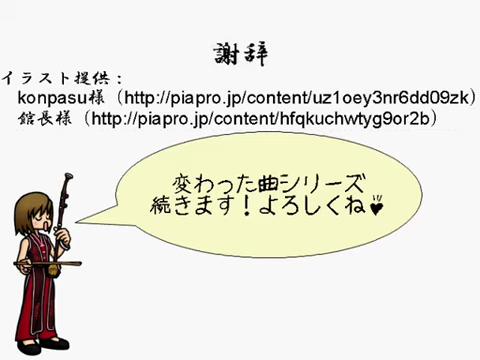 謝辞
イラスト提供：
konpasu様（http://piapro.jp/content/uz1oey3nr6dd09zk）
館長様（http://piapro.jp/content/hfqkuchwtyg9or2b）
変わった曲シリーズ
続きます！よろしくね♥